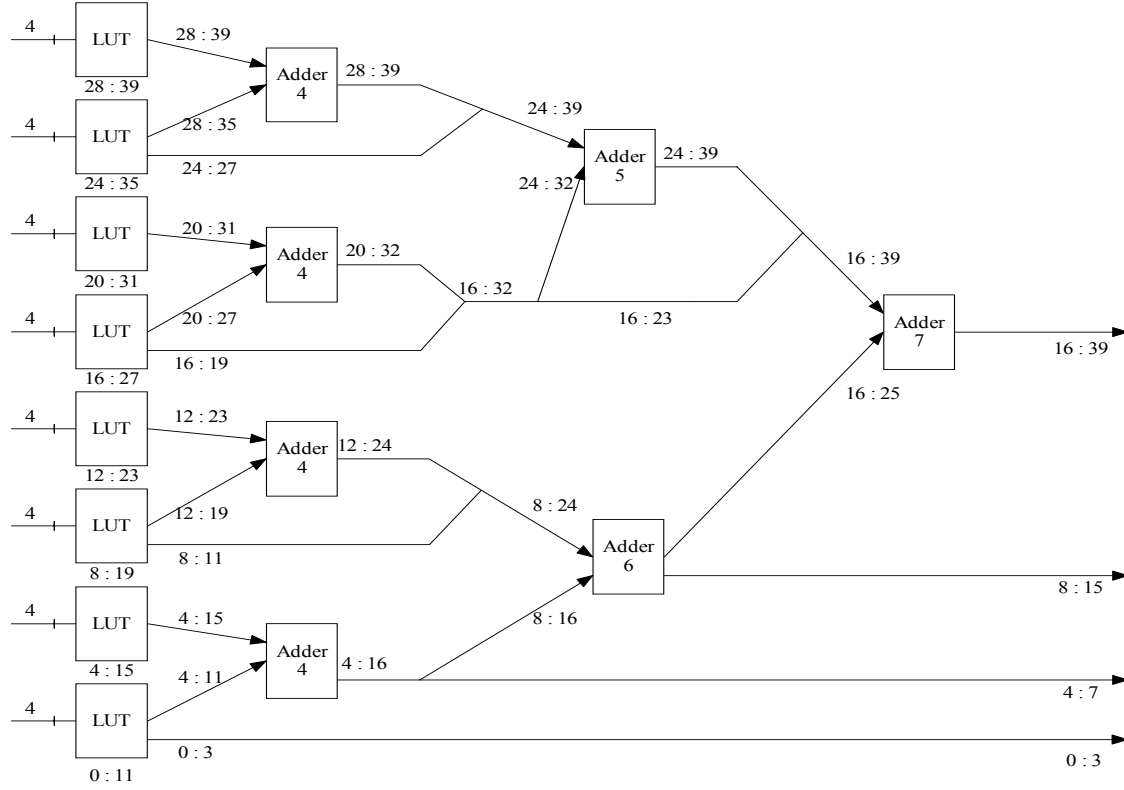 4
LUT
28 : 39
28 : 39
Adder
4
28 : 39
4
LUT
28 : 35
24 : 27
24 : 35
24 : 39
Adder
5
24 : 39
24 : 32
4
LUT
20 : 31
20 : 31
Adder
4
20 : 32
4
LUT
20 : 27
16 : 19
16 : 27
16 : 32
16 : 23
16 : 39
Adder
7
16 : 39
16 : 25
4
LUT
12 : 23
12 : 23
Adder
4
12 : 24
4
LUT
12 : 19
8 : 11
8 : 19
8 : 24
Adder
6
8 : 15
8 : 16
4
LUT
4 : 15
4 : 15
Adder
4
4 : 16
4 : 7
4
LUT
4 : 11
0 : 3
0 : 3
0 : 11